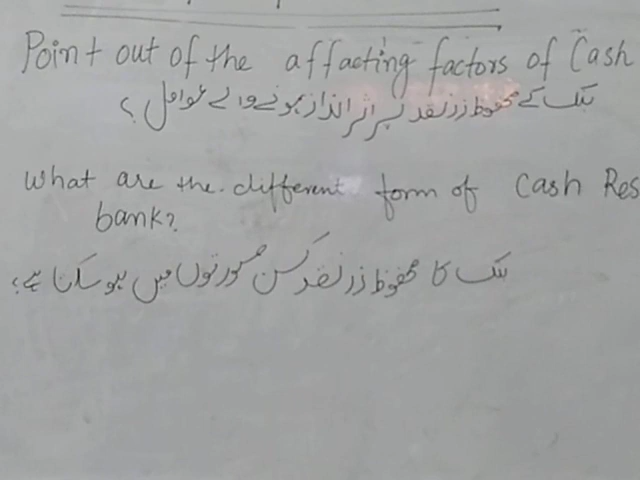 Point out of the affacting factors of Cash
بنک کے محفوظ زر نقد پر اثر انداز ہونے والے عوامل ؟
What are the different form of Cash Res
bank?
بنک کا محفوظ زر نقد کسن صورتوں میں ہو سکتا ہے؟